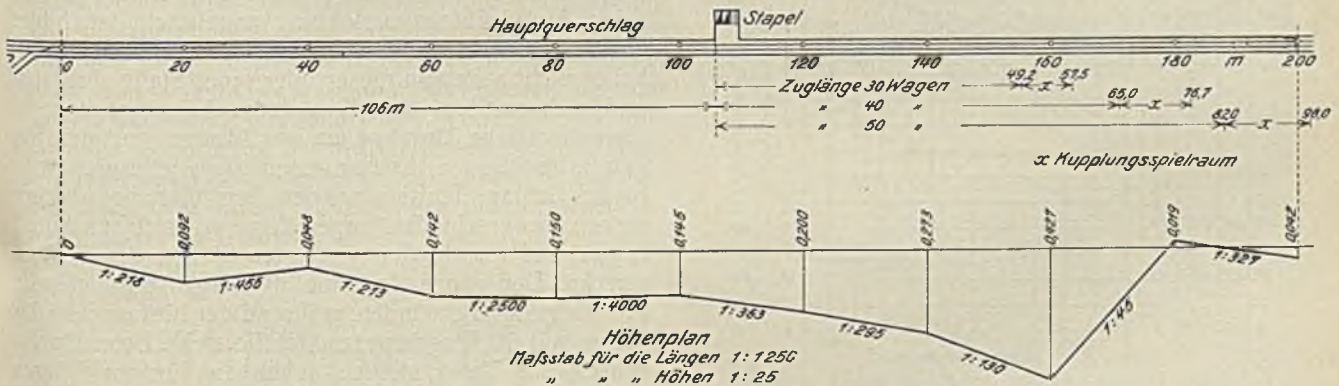 Hauptquerschlag
Stapel
0 20 40 60 80 100 120 140 160 180 m 200
Zuglänge 30 Wagen 49,2 x 57,5
106m
" 40 " 65,0 x 76,7
" 50 " 82,0 x 96,0
x Kupplungsspielraum
0 0,092 0,048 0,142 0,150 0,145 0,200 0,273 0,427 0,019 0,042
1:218 1:455 1:213 1:2500 1:4000 1:363 1:295 1:130 1:45 1:327
Höhenplan
Maßstab für die Längen 1:1250
" " " Höhen 1:25